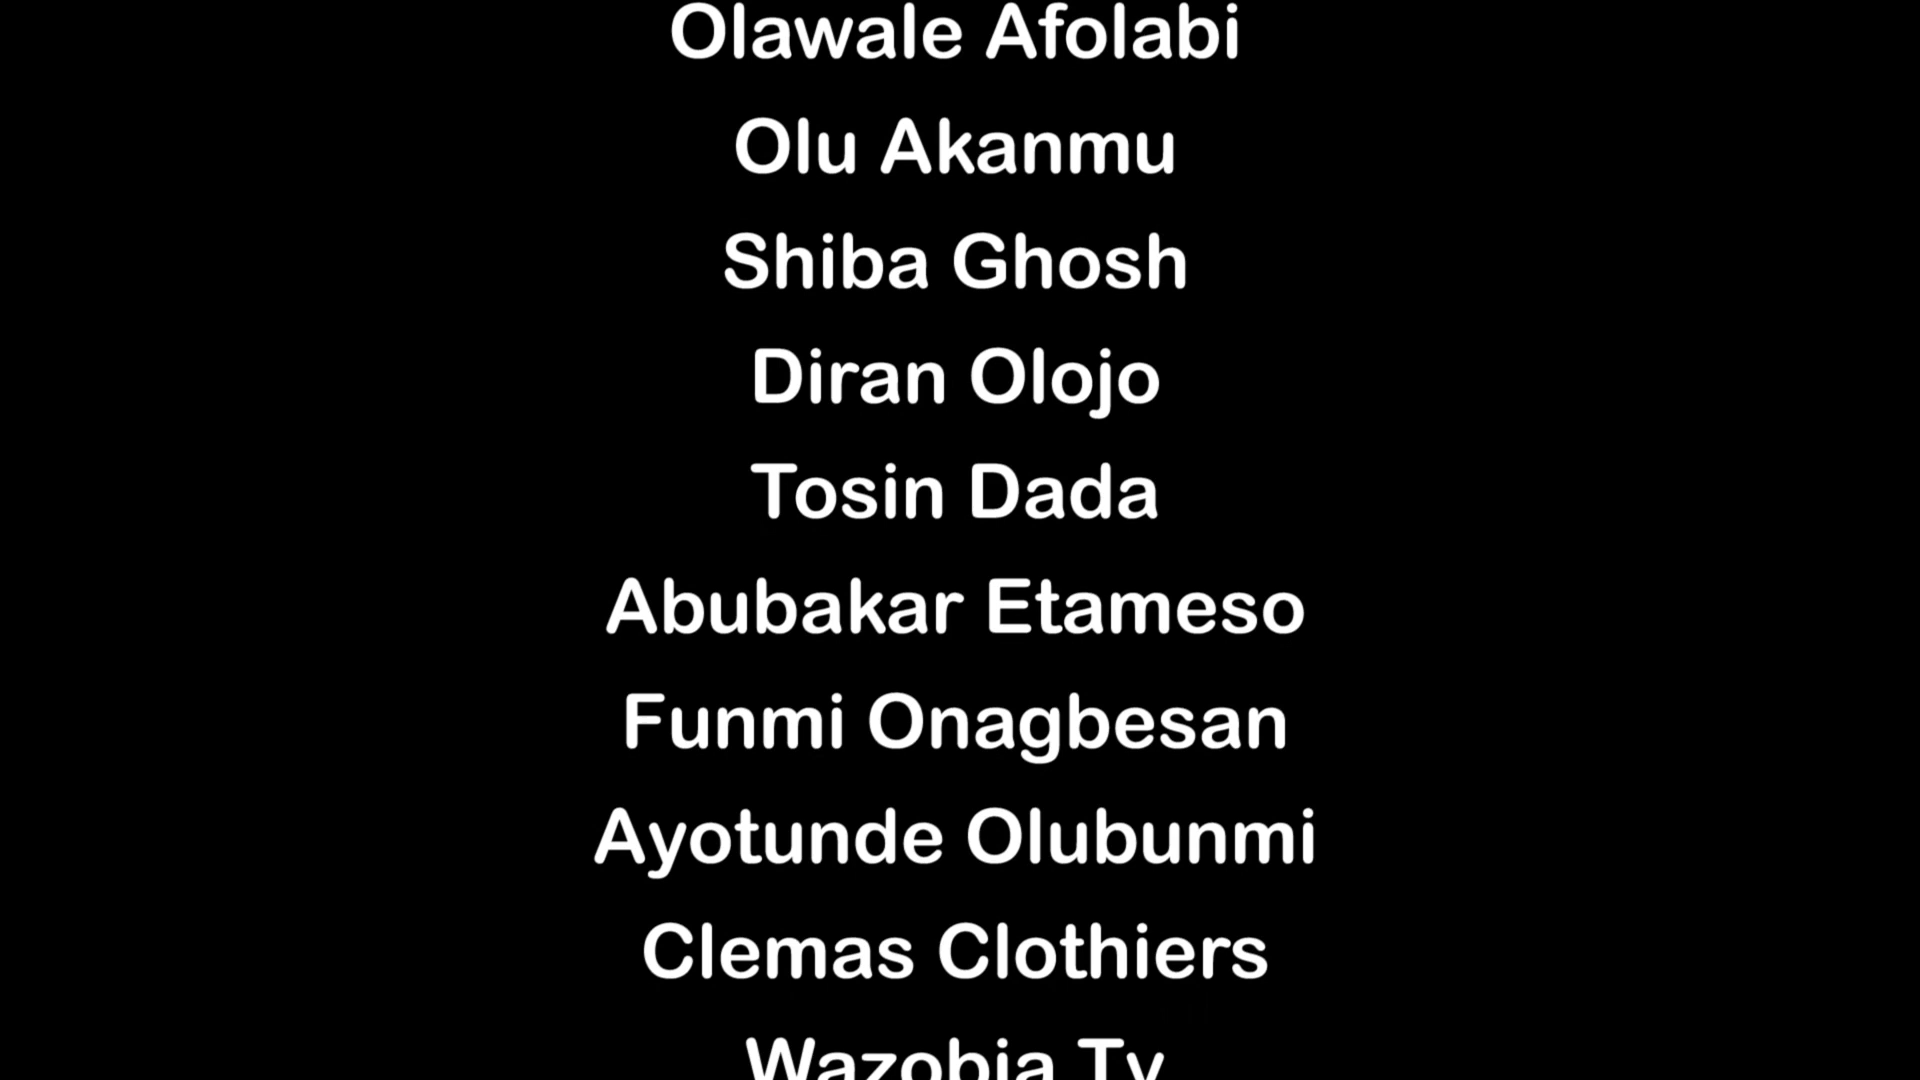 Olawale Afolabi
Olu Akanmu
Shiba Ghosh
Diran Olojo
Tosin Dada
Abubakar Etameso
Funmi Onagbesan
Ayotunde Olubunmi
Clemas Clothiers
Wazobia Tv